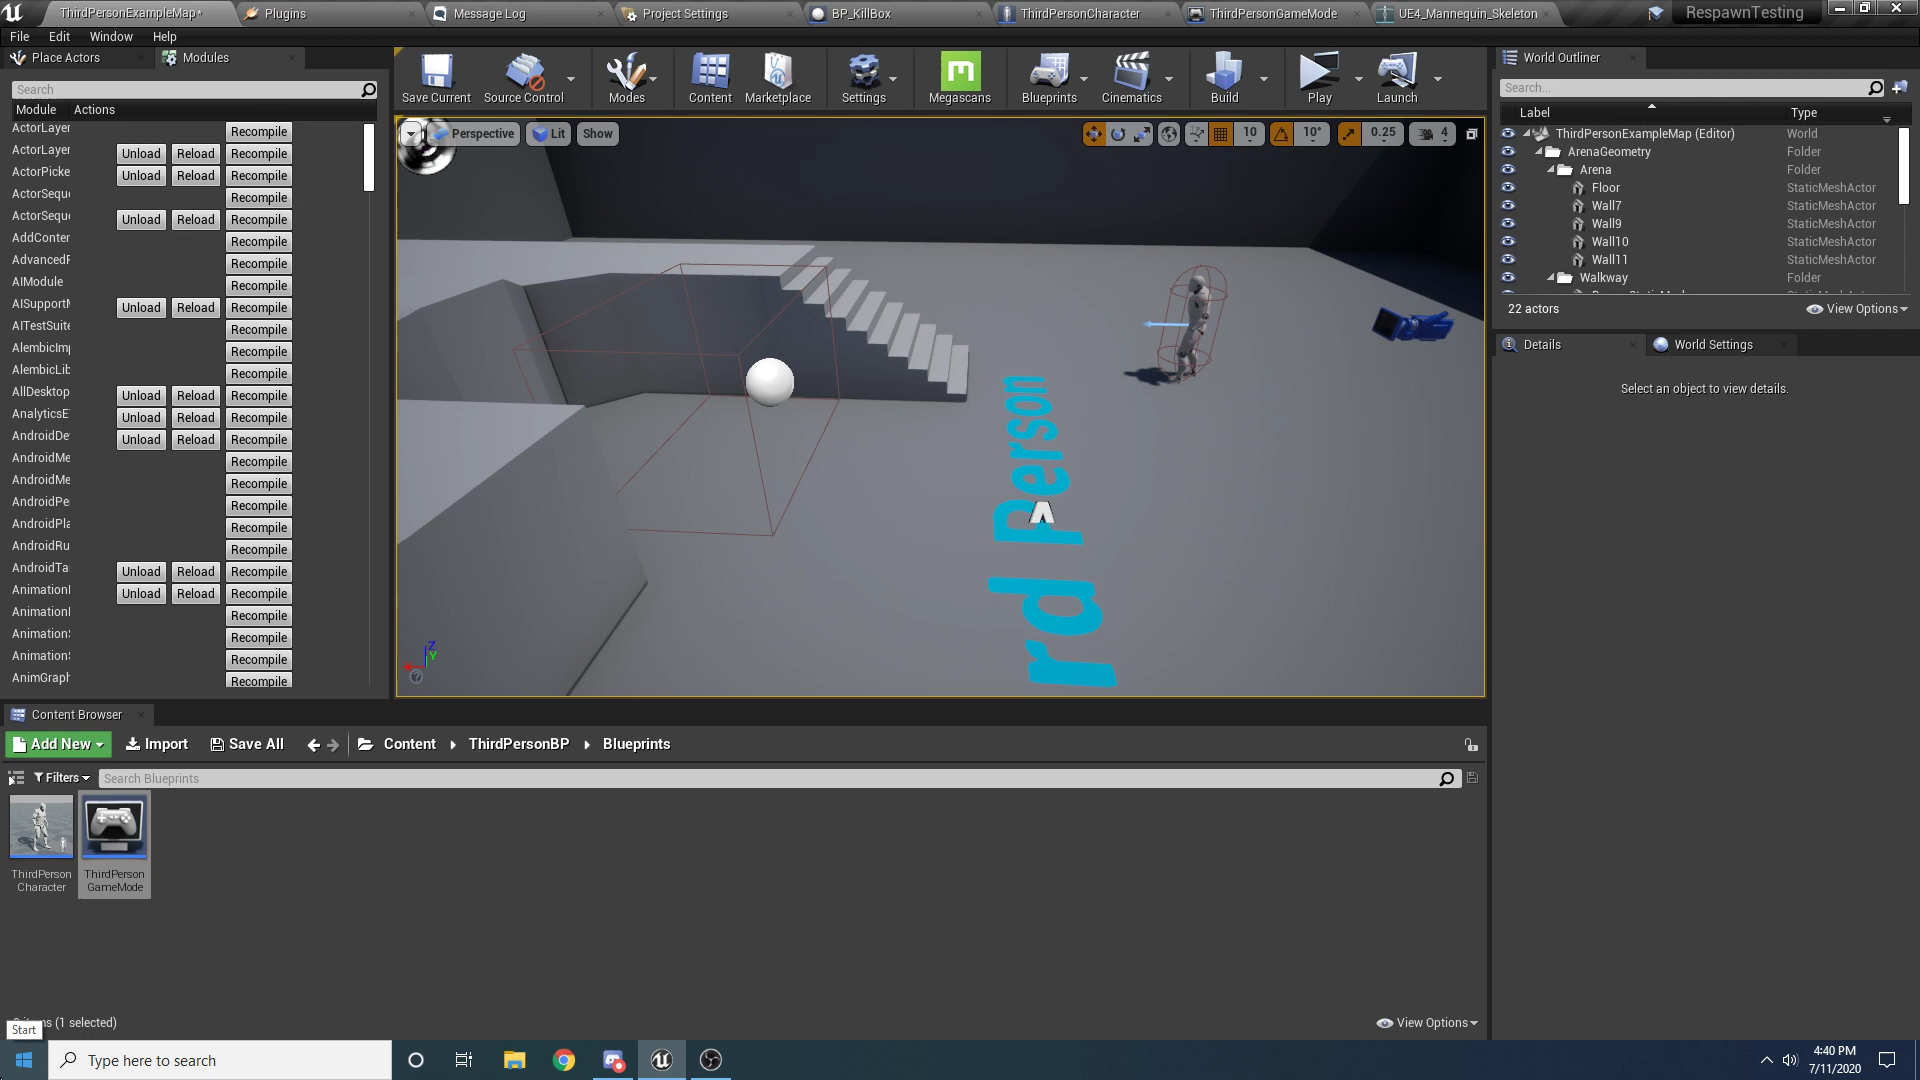 ThirdPersonExampleMap*
Plugins
Message Log
Project Settings
BP_KillBox
ThirdPersonCharacter
ThirdPersonGameMode
UE4_Mannequin_Skeleton
RespawnTesting
File Edit Window Help
Place Actors
Modules
Search
Module Actions
ActorLayer Recompile
ActorLayer Unload Reload Recompile
ActorPicke Unload Reload Recompile
ActorSequ Recompile
ActorSequ Unload Reload Recompile
AddConter Recompile
AdvancedF Recompile
AIModule Recompile
AISupportM Unload Reload Recompile
AITestSuite Recompile
AlembicImp Recompile
AlembicLib Recompile
AllDesktop Unload Reload Recompile
AnalyticsE Unload Reload Recompile
AndroidDe Unload Reload Recompile
AndroidMe Recompile
AndroidMe Recompile
AndroidPe Recompile
AndroidPla Recompile
AndroidRu Recompile
AndroidTa Unload Reload Recompile
Animation Unload Reload Recompile
Animation Recompile
Animation Recompile
Animation Recompile
AnimGraph Recompile
Save Current
Source Control
Modes
Content
Marketplace
Settings
Megascans
Blueprints
Cinematics
Build
Play
Launch
Perspective
Lit
Show
10
10°
0.25
4
rd Person
Z
Y
World Outliner
Search...
Label Type
ThirdPersonExampleMap (Editor) World
ArenaGeometry Folder
Arena Folder
Floor StaticMeshActor
Wall7 StaticMeshActor
Wall9 StaticMeshActor
Wall10 StaticMeshActor
Wall11 StaticMeshActor
Walkway Folder
22 actors
View Options
Details
World Settings
Select an object to view details.
Content Browser
Add New
Import
Save All
Content
ThirdPersonBP
Blueprints
Filters
Search Blueprints
ThirdPerson
Character
ThirdPerson
GameMode
(1 selected)
View Options
Start
Type here to search
4:40 PM
7/11/2020